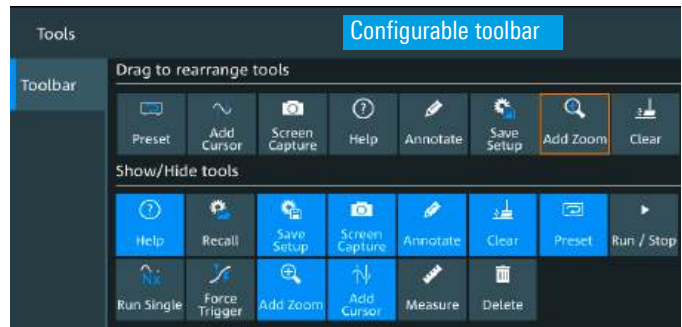 Tools
Configurable toolbar
Toolbar
Drag to rearrange tools
Preset
Add
Cursor
Screen
Capture
Help
Annotate
Save
Setup
Add Zoom
Clear
Show/Hide tools
Help
Recall
Save
Setup
Screen
Capture
Annotate
Clear
Preset
Run / Stop
Nx
Run Single
Force
Trigger
Add Zoom
Add
Cursor
Measure
Delete